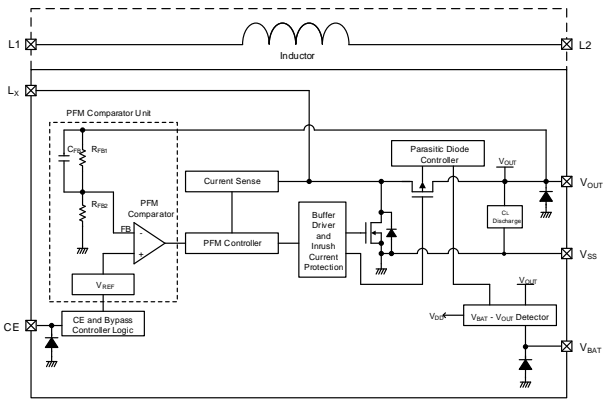 L1
L2
Inductor
LX
PFM Comparator Unit
CFB
RFB1
RFB2
PFM
Comparator
FB
-
+
VREF
CE
CE and Bypass
Controller Logic
Current Sense
PFM Controller
Buffer
Driver
and
Inrush
Current
Protection
Parasitic Diode
Controller
VOUT
VOUT
CL
Discharge
VSS
VOUT
VDD
VBAT - VOUT Detector
VBAT